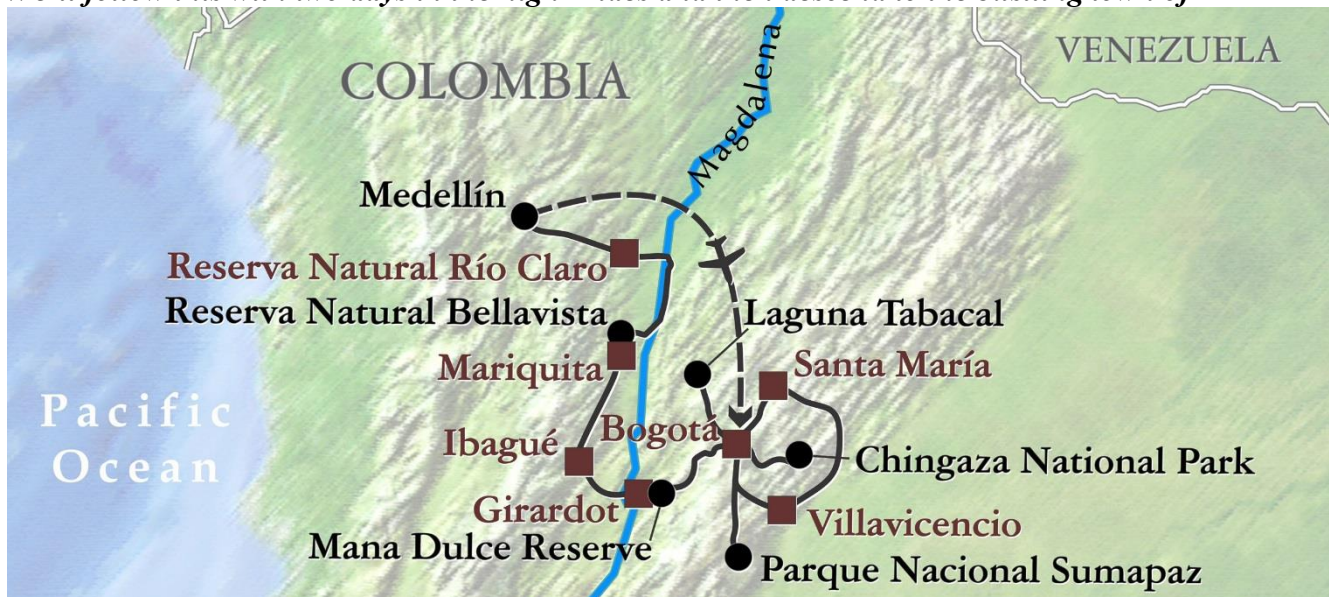 COLOMBIA
VENEZUELA
Magdalena
Medellín
Reserva Natural Río Claro
Reserva Natural Bellavista
Laguna Tabacal
Mariquita
Santa María
Pacific
Ocean
Ibagué
Bogotá
Chingaza National Park
Girardot
Villavicencio
Mana Dulce Reserve
Parque Nacional Sumapaz